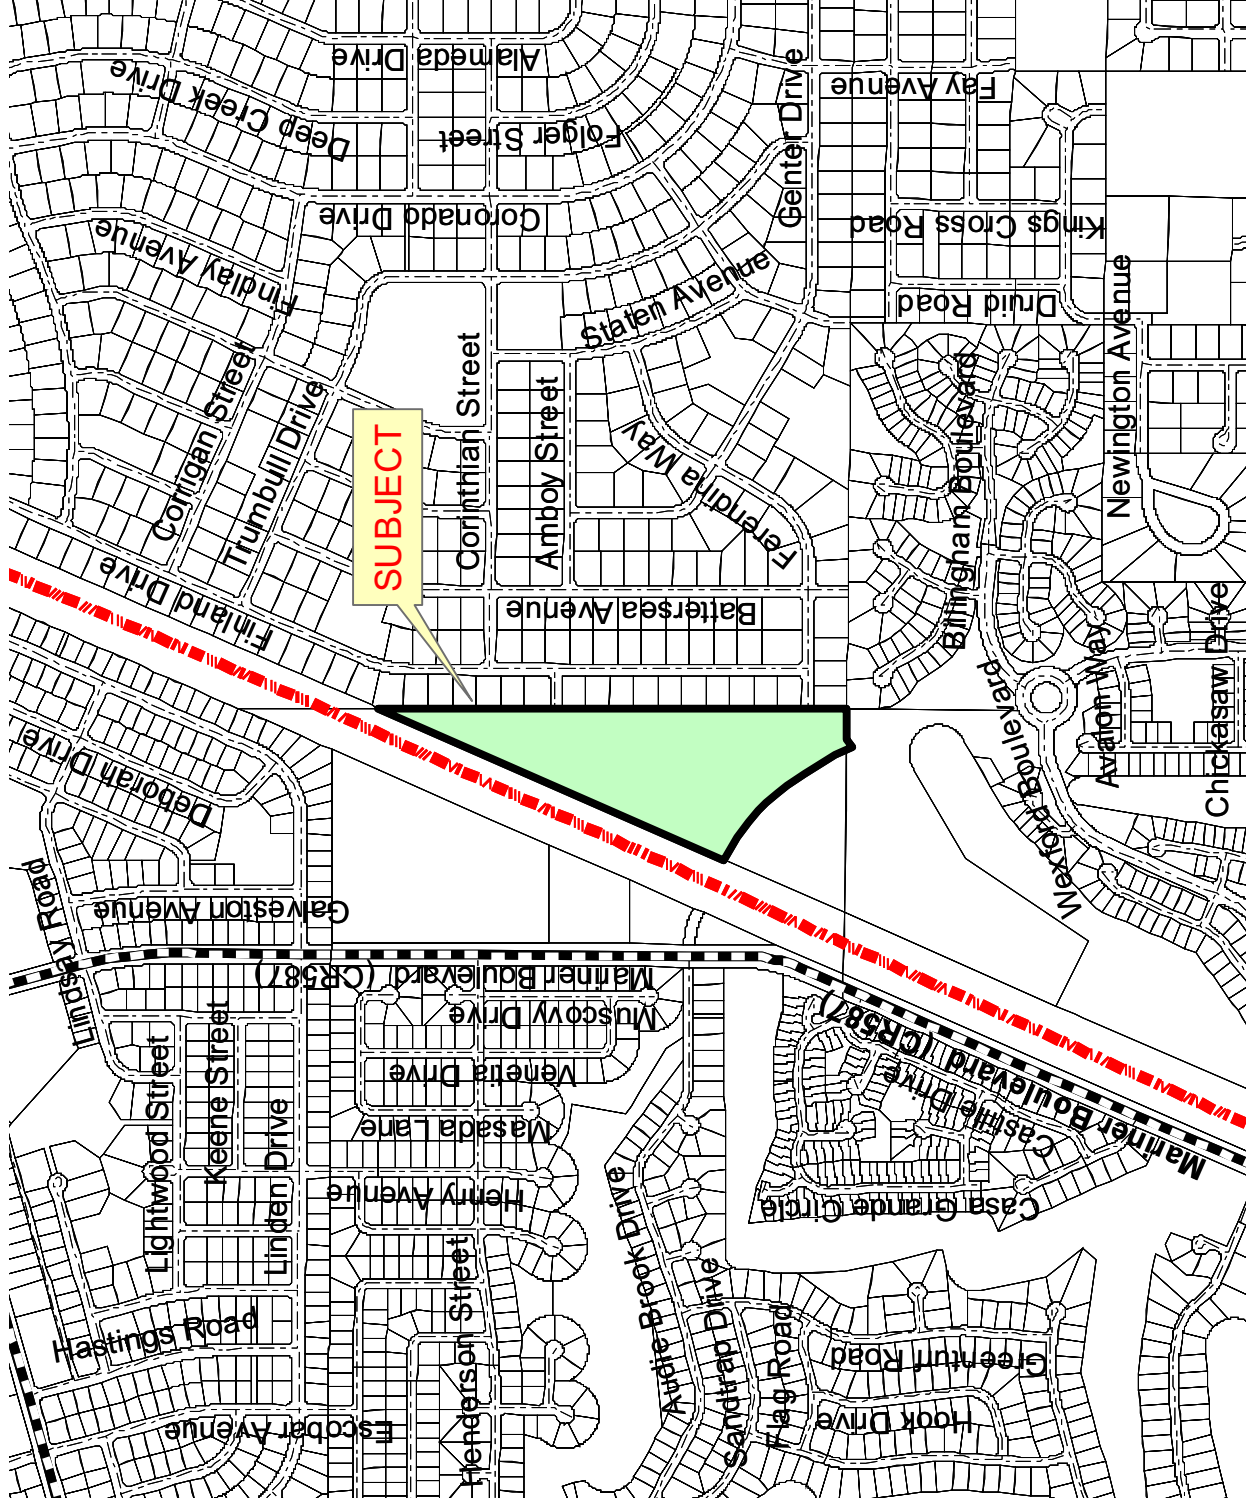 Alameda Drive
Deep Creek Drive
Folger Street
Genter Drive
Fay Avenue
Coronado Drive
Kings Cross Road
Findlay Avenue
Staten Avenue
Druid Road
Newington Avenue
Corrigan Street
Trumbull Drive
SUBJECT
Corinthian Street
Amboy Street
Ferendina Way
Billingham Boulevard
Finland Drive
Battersea Avenue
Avalon Way
Chickasaw Drive
Wexford Boulevard
Deborah Drive
Lindsay Road
Galveston Avenue
Mariner Boulevard (CR587)
Muscovy Drive
Venetia Drive
Masada Lane
Henry Avenue
Lightwood Street
Keene Street
Linden Drive
Mariner Boulevard (CR587)
Castille Drive
Casa Grande Circle
Audie Brook Drive
Sandtrap Drive
Flag Road
Henderson Street
Hastings Road
Escobar Avenue
Greenturf Road
Hook Drive